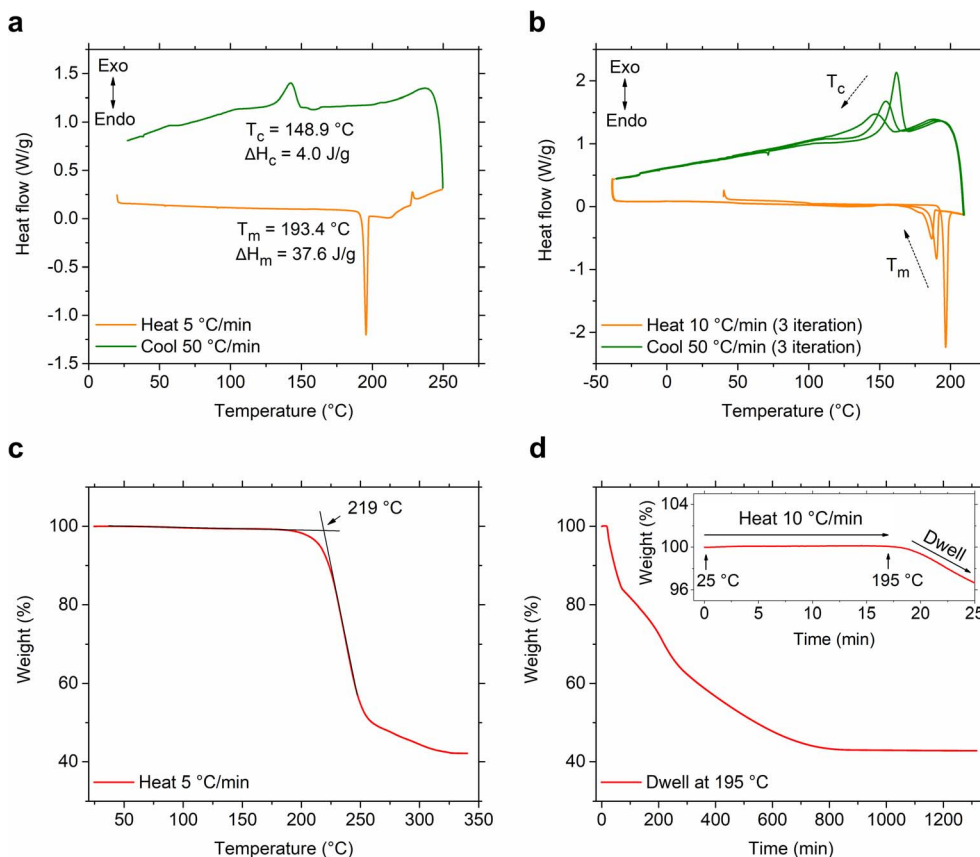 a
Exo
Endo
T_c = 148.9 °C
ΔH_c = 4.0 J/g
T_m = 193.4 °C
ΔH_m = 37.6 J/g
Heat 5 °C/min
Cool 50 °C/min
1.5
1.0
0.5
0.0
-0.5
-1.0
-1.5
Heat flow (W/g)
0 50 100 150 200 250
Temperature (°C)
b
Exo
Endo
T_c
T_m
Heat 10 °C/min (3 iteration)
Cool 50 °C/min (3 iteration)
2
1
0
-1
-2
Heat flow (W/g)
-50 0 50 100 150 200
Temperature (°C)
c
219 °C
Heat 5 °C/min
100
80
60
40
Weight (%)
50 100 150 200 250 300 350
Temperature (°C)
d
Heat 10 °C/min
Dwell
25 °C
195 °C
104
100
96
Weight (%)
0 5 10 15 20 25
Time (min)
Dwell at 195 °C
100
80
60
40
Weight (%)
0 200 400 600 800 1000 1200
Time (min)